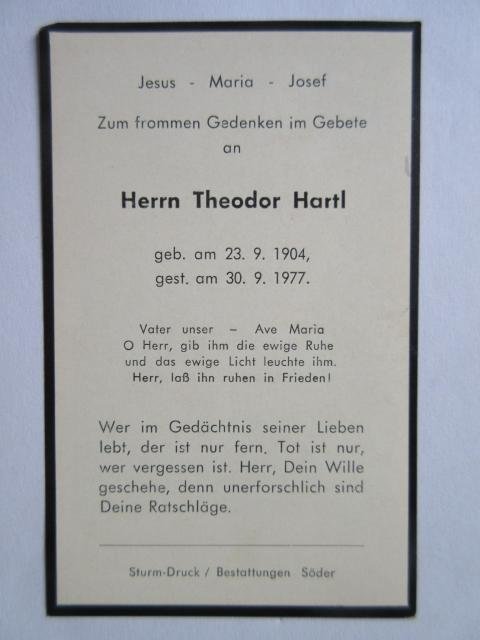 Jesus - Maria - Josef
Zum frommen Gedenken im Gebete
an
Herrn Theodor Hartl
geb. am 23. 9. 1904,
gest. am 30. 9. 1977.
Vater unser – Ave Maria
O Herr, gib ihm die ewige Ruhe
und das ewige Licht leuchte ihm.
Herr, laß ihn ruhen in Frieden!
Wer im Gedächtnis seiner Lieben
lebt, der ist nur fern. Tot ist nur,
wer vergessen ist. Herr, Dein Wille
geschehe, denn unerforschlich sind
Deine Ratschläge.
Sturm-Druck / Bestattungen Söder